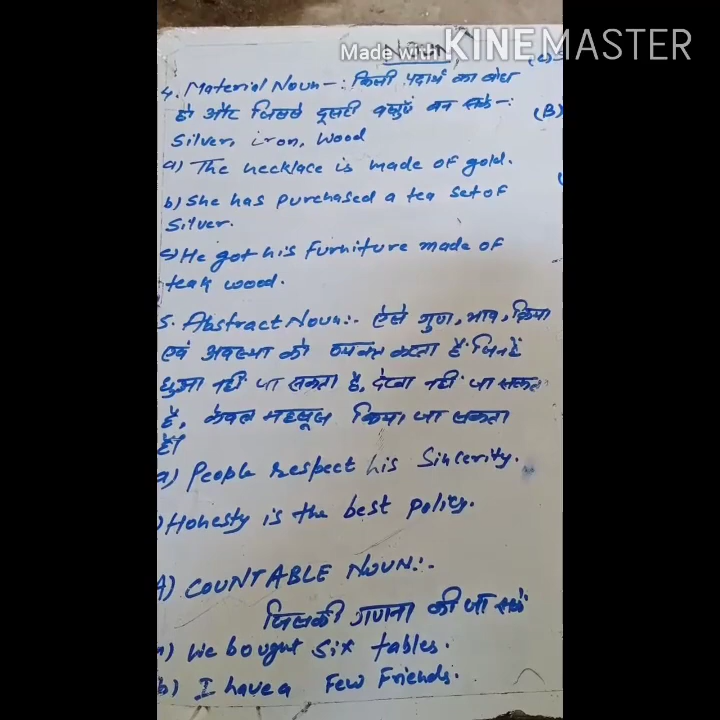 NOUN
Made with KINEMASTER
(C)
4. Material Noun -: किसी पदार्थ का बोध
(B)
हो और जिससे दूसरी वस्तुएं बन सके -:
Silver, iron, Wood
a) The necklace is made of gold.
b) She has purchased a tea set of
Silver.
c) He got his furniture made of
teak wood.
5. Abstract Noun:- ऐसे गुण, भाव, क्रिया
एवं अवस्था को व्यक्त करता है जिन्हें
छुआ नहीं जा सकता है, देखा नहीं जा सकता
है, केवल महसूस किया जा सकता
है।
a) People respect his Sincerity.
) Honesty is the best policy.
A) COUNTABLE NOUN:-
जिसकी गणना की जा सके
a) We bought six tables.
b) I have a Few Friends.